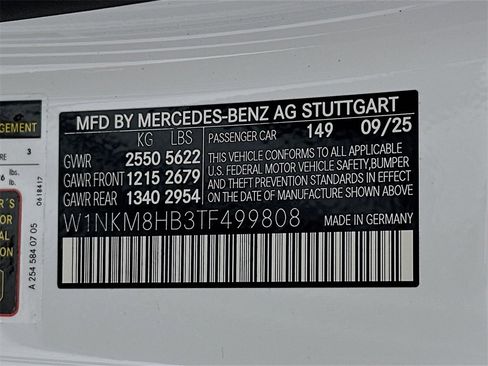 MFD BY MERCEDES-BENZ AG STUTTGART
KG LBS PASSENGER CAR 149 09/25
GVWR 2550 5622
GAWR FRONT 1215 2679
GAWR REAR 1340 2954
THIS VEHICLE CONFORMS TO ALL APPLICABLE
U.S. FEDERAL MOTOR VEHICLE SAFETY,BUMPER
AND THEFT PREVENTION STANDARDS IN EFFECT
ON THE DATE OF MANUFACTURE SHOWN ABOVE.
W1NKM8HB3TF499808 MADE IN GERMANY
3
lbs.
lb.
0618417
A 254 584 07 05